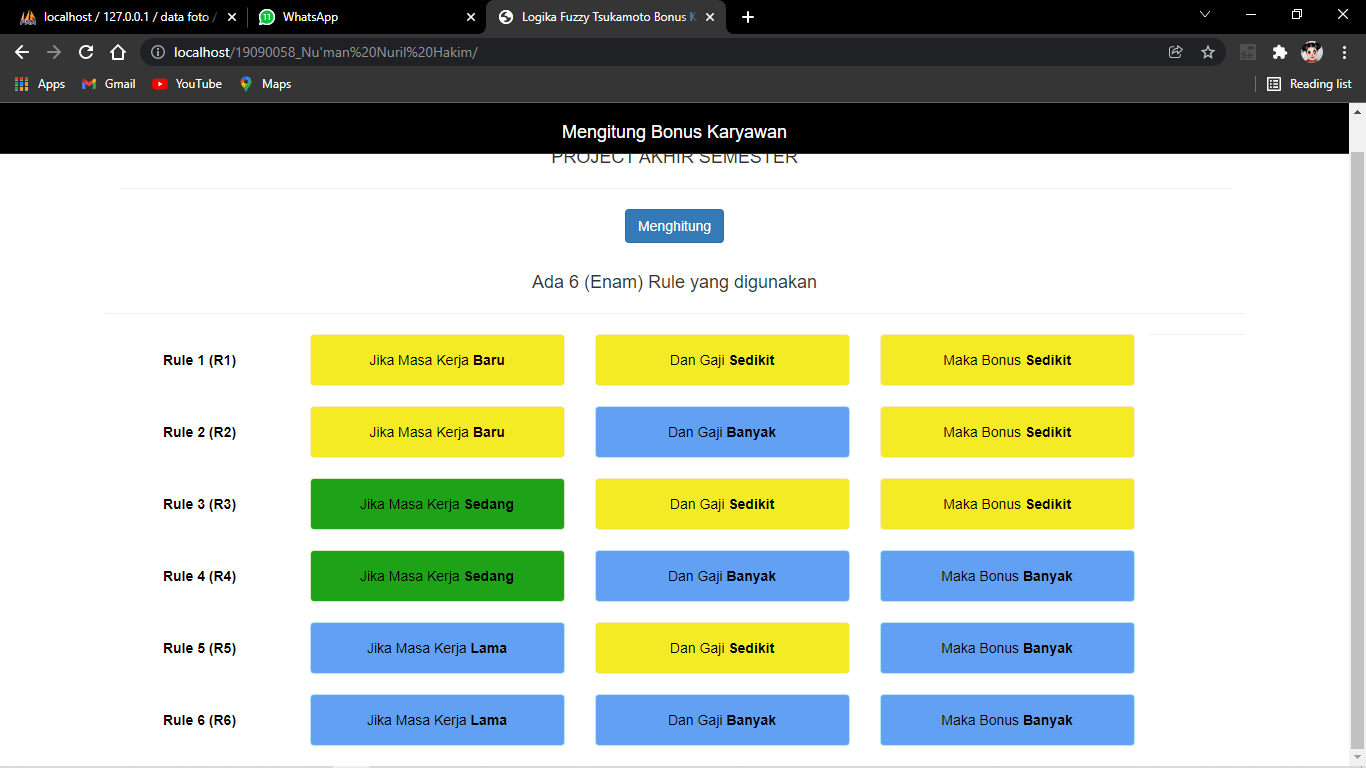 localhost / 127.0.0.1 / data foto /
11 WhatsApp
Logika Fuzzy Tsukamoto Bonus K
localhost/19090058_Nu'man%20Nuril%20Hakim/
Apps Gmail YouTube Maps Reading list
Mengitung Bonus Karyawan
PROJECT AKHIR SEMESTER
Menghitung
Ada 6 (Enam) Rule yang digunakan
Rule 1 (R1) Jika Masa Kerja Baru Dan Gaji Sedikit Maka Bonus Sedikit
Rule 2 (R2) Jika Masa Kerja Baru Dan Gaji Banyak Maka Bonus Sedikit
Rule 3 (R3) Jika Masa Kerja Sedang Dan Gaji Sedikit Maka Bonus Sedikit
Rule 4 (R4) Jika Masa Kerja Sedang Dan Gaji Banyak Maka Bonus Banyak
Rule 5 (R5) Jika Masa Kerja Lama Dan Gaji Sedikit Maka Bonus Banyak
Rule 6 (R6) Jika Masa Kerja Lama Dan Gaji Banyak Maka Bonus Banyak